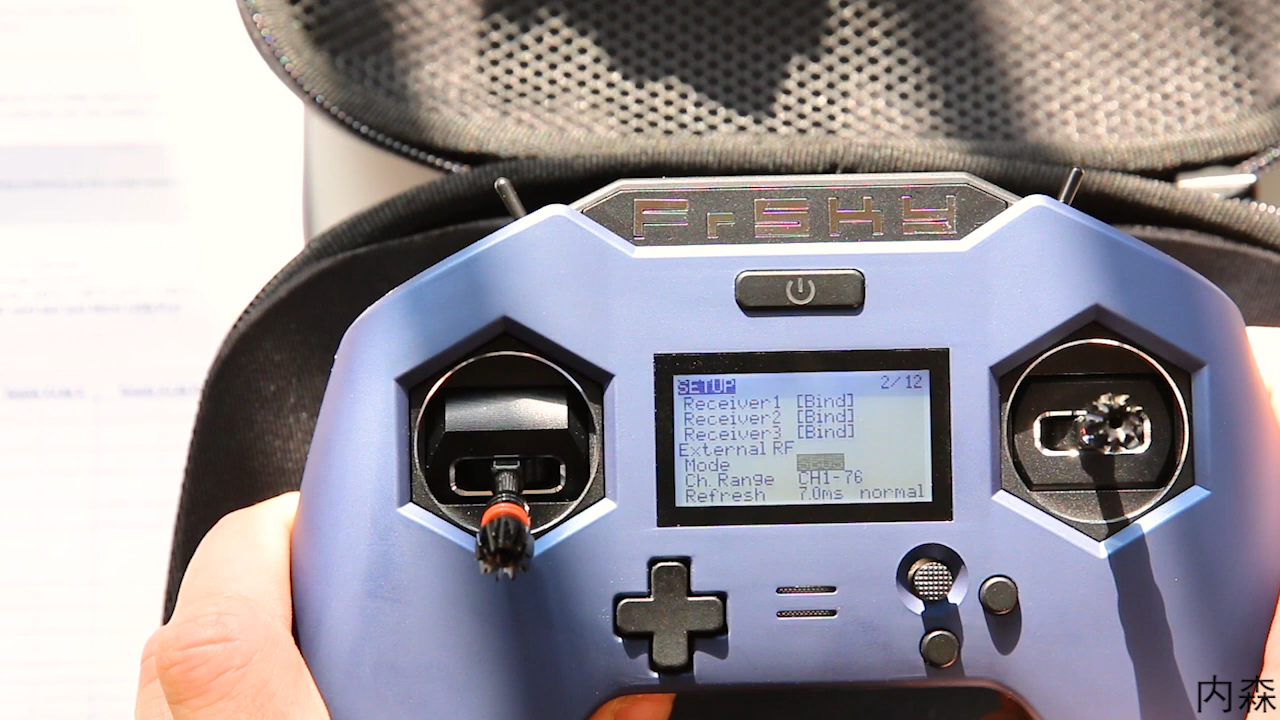 FrSKY
SETUP 2/12
Receiver1 [Bind]
Receiver2 [Bind]
Receiver3 [Bind]
External RF
Mode
Ch. Range CH1-76
Refresh 7.0ms normal
内森